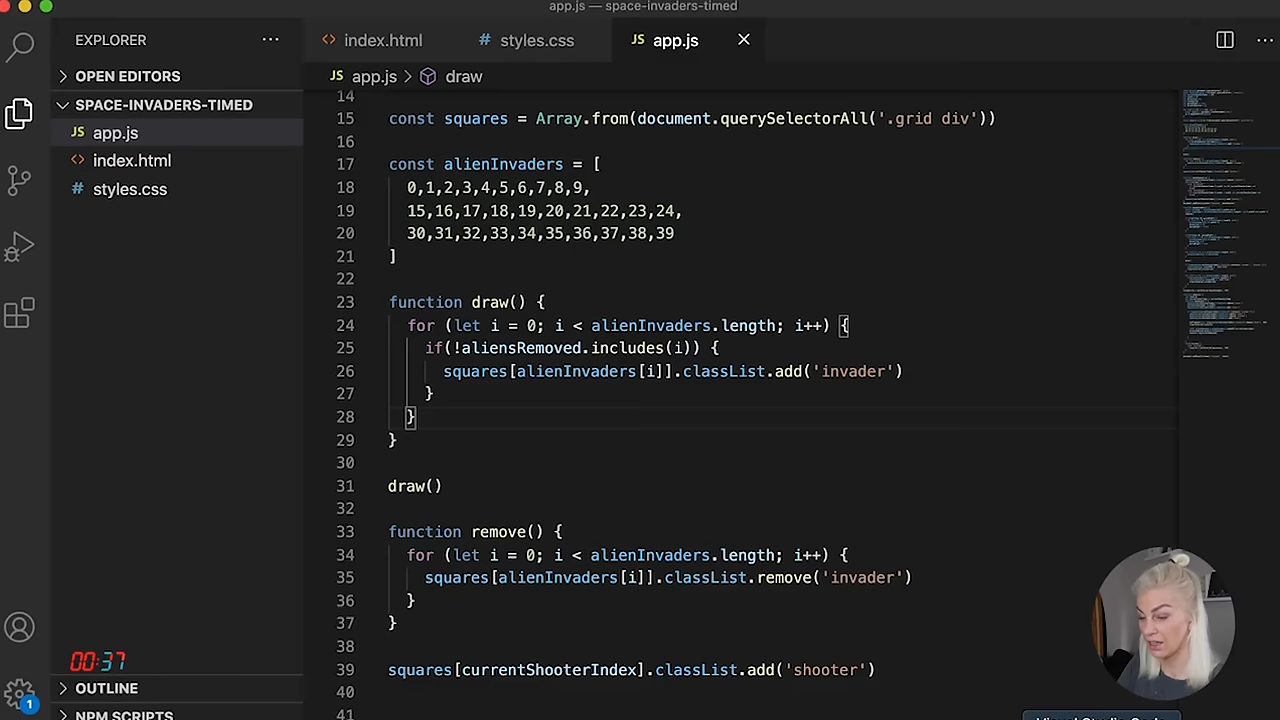 app.js — space-invaders-timed
EXPLORER
index.html
styles.css
JS app.js
OPEN EDITORS
JS app.js > draw
SPACE-INVADERS-TIMED
JS app.js
index.html
# styles.css
14
15 const squares = Array.from(document.querySelectorAll('.grid div'))
16
17 const alienInvaders = [
18 0,1,2,3,4,5,6,7,8,9,
19 15,16,17,18,19,20,21,22,23,24,
20 30,31,32,33,34,35,36,37,38,39
21 ]
22
23 function draw() {
24 for (let i = 0; i < alienInvaders.length; i++) {
25 if(!aliensRemoved.includes(i)) {
26 squares[alienInvaders[i]].classList.add('invader')
27 }
28 }
29 }
30
31 draw()
32
33 function remove() {
34 for (let i = 0; i < alienInvaders.length; i++) {
35 squares[alienInvaders[i]].classList.remove('invader')
36 }
37 }
38
39 squares[currentShooterIndex].classList.add('shooter')
40
41
00:37
OUTLINE
NPM SCRIPTS
1